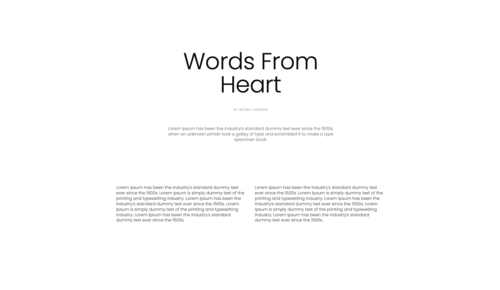 Words From
Heart
BY SELMA LAUREEN
Lorem Ipsum has been the industry's standard dummy text ever since the 1500s,
when an unknown printer took a galley of type and scrambled it to make a type
specimen book.
Lorem Ipsum has been the industry's standard dummy text
ever since the 1500s. Lorem Ipsum is simply dummy text of the
printing and typesetting industry. Lorem Ipsum has been the
industry's standard dummy text ever since the 1500s. Lorem
Ipsum is simply dummy text of the printing and typesetting
industry. Lorem Ipsum has been the industry's standard
dummy text ever since the 1500s.
Lorem Ipsum has been the industry's standard dummy text
ever since the 1500s. Lorem Ipsum is simply dummy text of the
printing and typesetting industry. Lorem Ipsum has been the
industry's standard dummy text ever since the 1500s. Lorem
Ipsum is simply dummy text of the printing and typesetting
industry. Lorem Ipsum has been the industry's standard
dummy text ever since the 1500s.